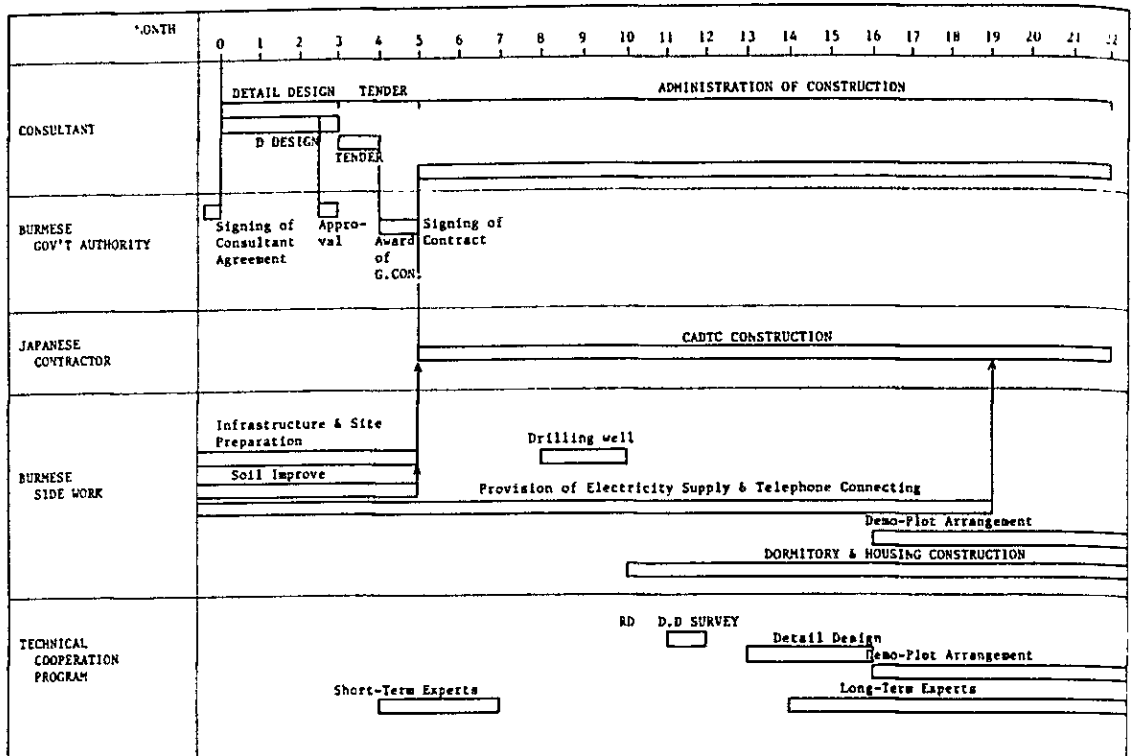 MONTH
0 1 2 3 4 5 6 7 8 9 10 11 12 13 14 15 16 17 18 19 20 21 22
CONSULTANT
DETAIL DESIGN TENDER ADMINISTRATION OF CONSTRUCTION
D DESIGN
TENDER
BURMESE
GOV'T AUTHORITY
Signing of
Consultant
Agreement
Appro-
val
Award
of
G.CON.
Signing of
Contract
JAPANESE
CONTRACTOR
CADTC CONSTRUCTION
BURMESE
SIDE WORK
Infrastructure & Site
Preparation
Drilling well
Soil Improve
Provision of Electricity Supply & Telephone Connecting
Demo-Plot Arrangement
DORMITORY & HOUSING CONSTRUCTION
TECHNICAL
COOPERATION
PROGRAM
RD D.D SURVEY
Detail Design
Demo-Plot Arrangement
Short-Term Experts
Long-Term Experts